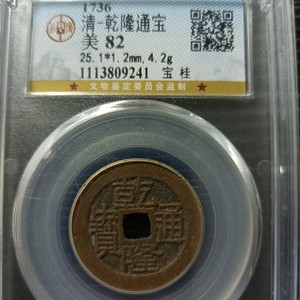 1736
清-乾隆通宝
美 82
25.1*1.2mm,4.2g
1113809241 宝 桂
★ 文物鉴定委员会监制 ★
乾隆通寶